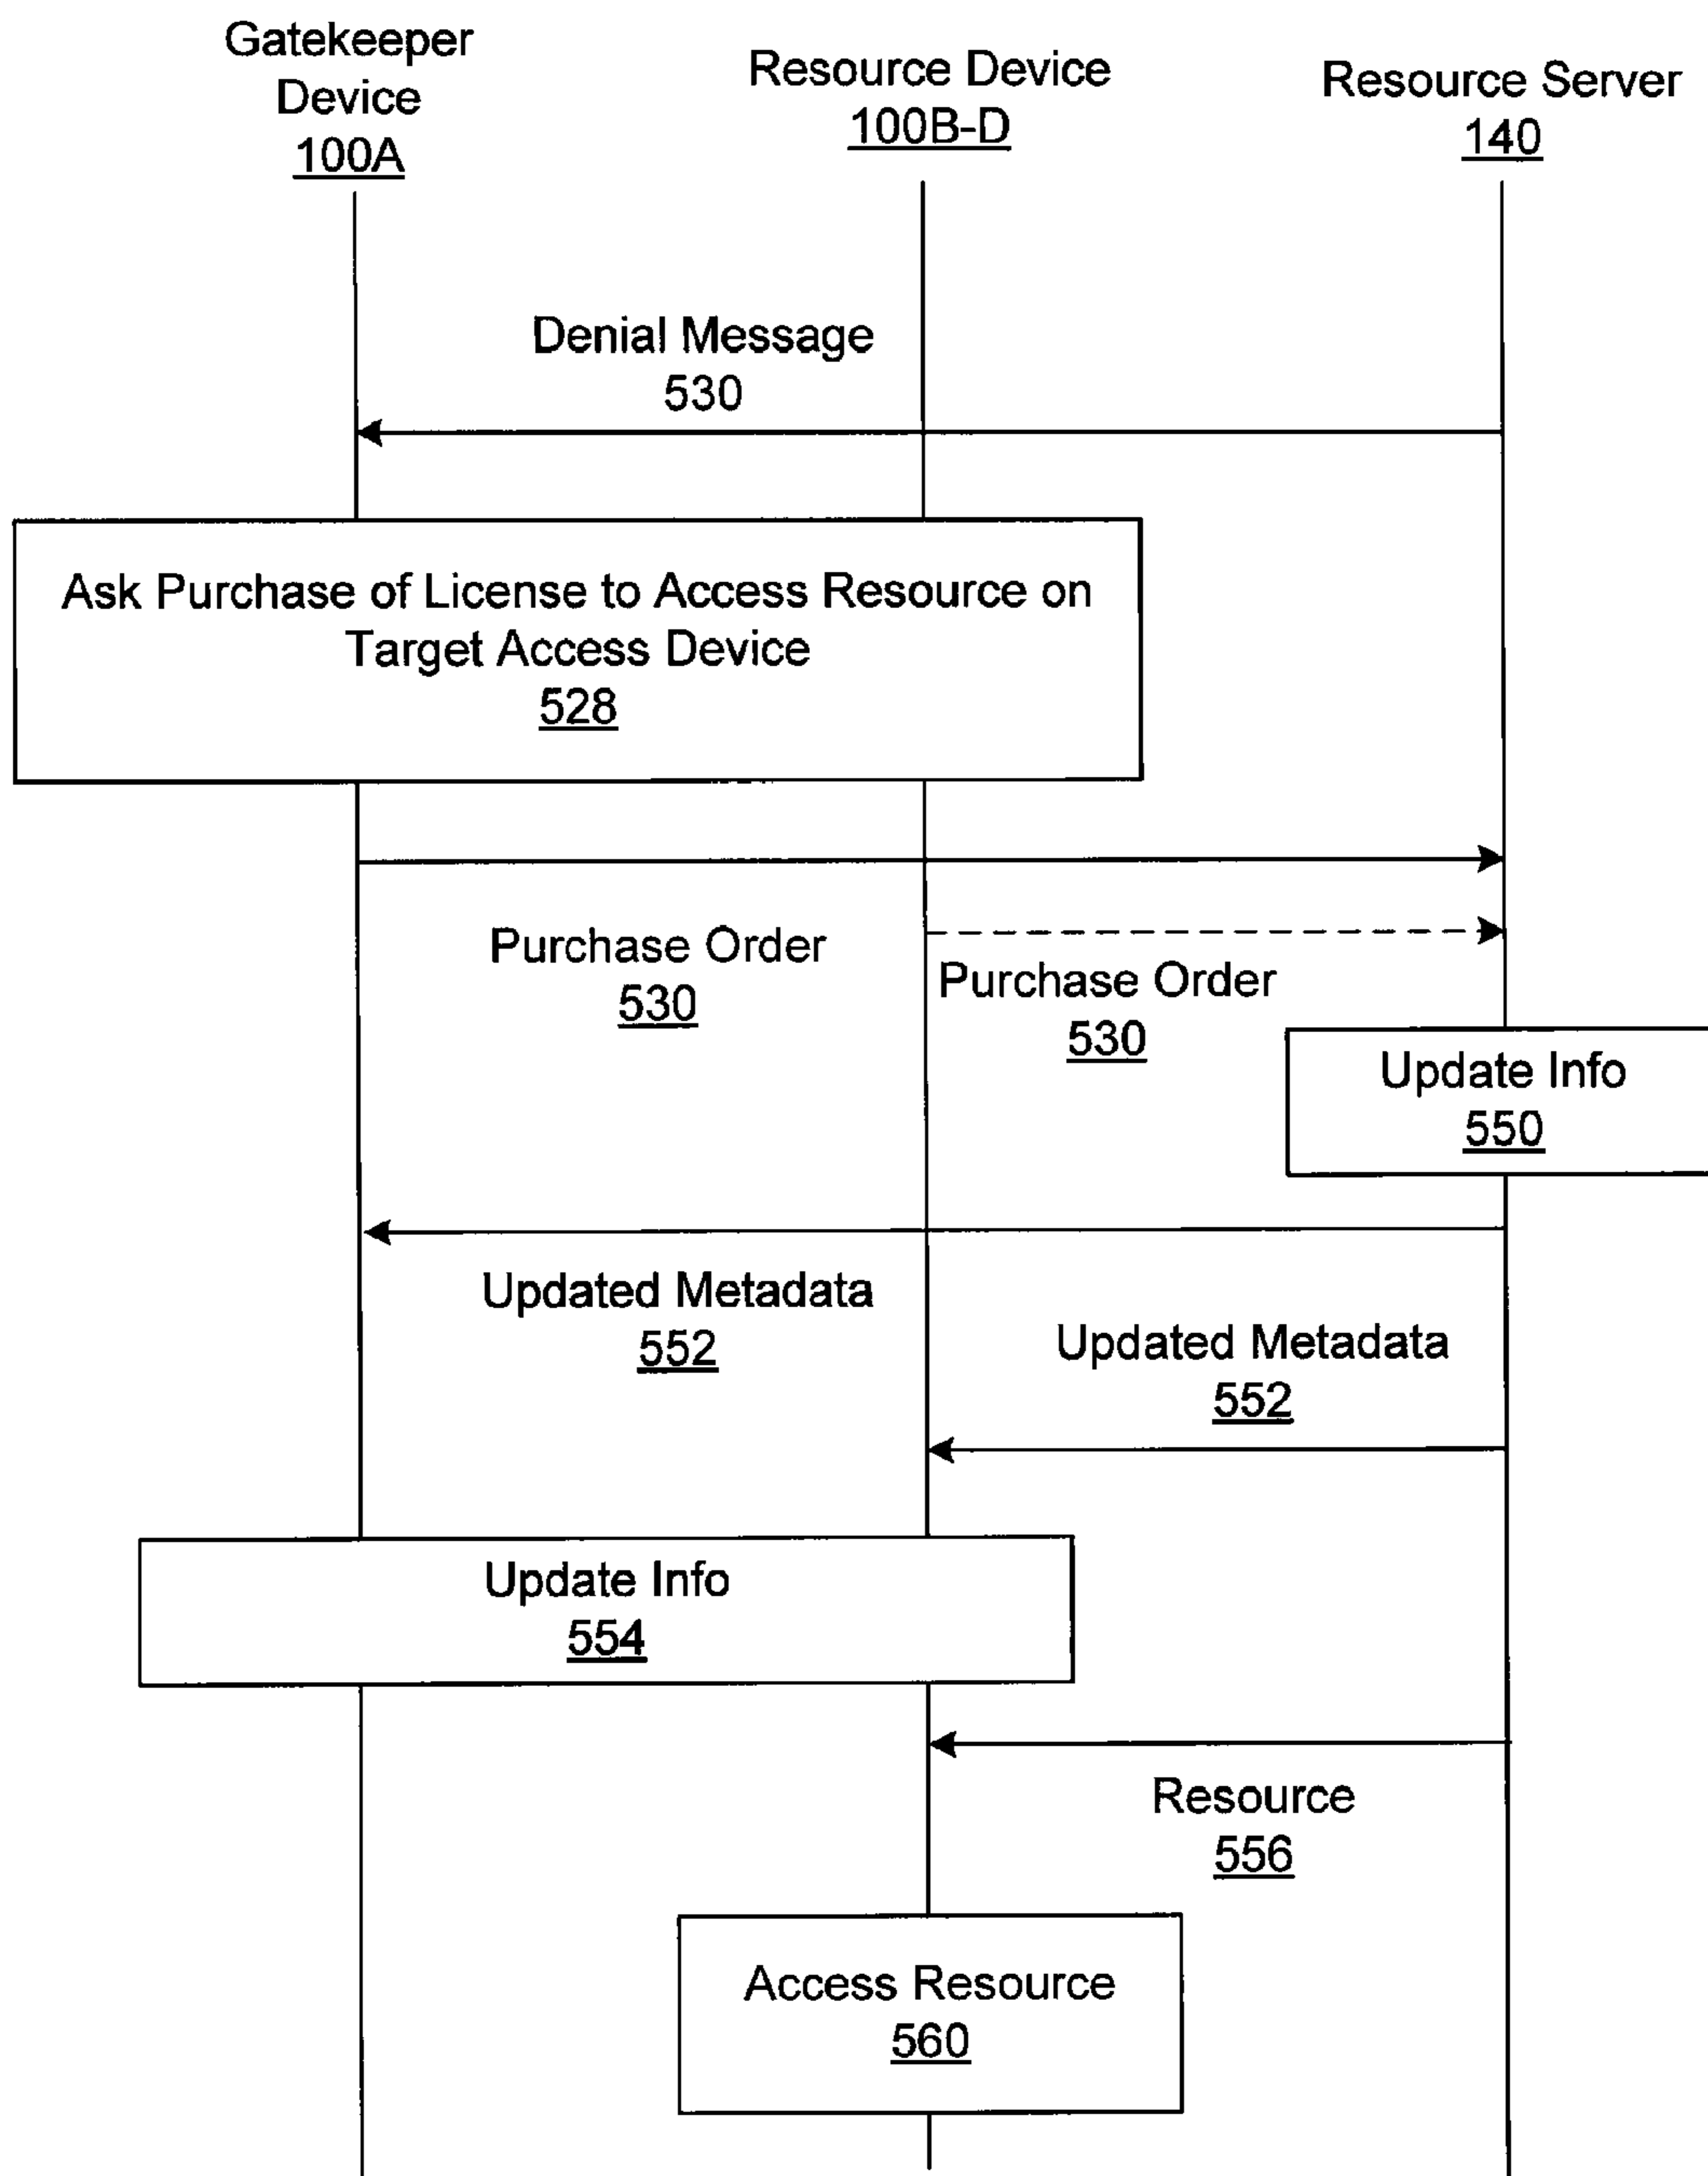 Gatekeeper
Device
100A
Resource Device
100B-D
Resource Server
140
Denial Message
530
Ask Purchase of License to Access Resource on
Target Access Device
528
Purchase Order
530
Purchase Order
530
Update Info
550
Updated Metadata
552
Updated Metadata
552
Update Info
554
Resource
556
Access Resource
560